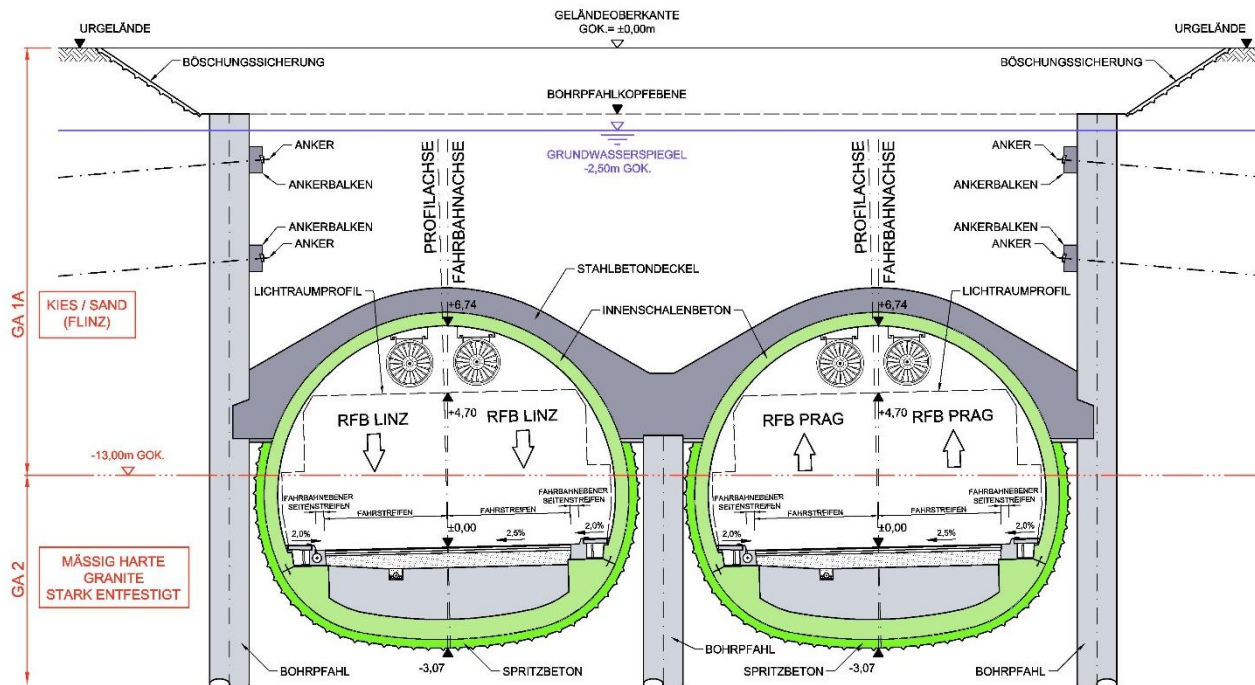 GELÄNDEOBERKANTE
GOK.= ±0,00m
URGELÄNDE
URGELÄNDE
BÖSCHUNGSSICHERUNG
BÖSCHUNGSSICHERUNG
BOHRPFAHLKOPFEBENE
GRUNDWASSERSPIEGEL
-2,50m GOK.
ANKER
ANKERBALKEN
ANKERBALKEN
ANKER
PROFILACHSE
FAHRBAHNACHSE
PROFILACHSE
FAHRBAHNACHSE
ANKER
ANKERBALKEN
ANKERBALKEN
ANKER
STAHLBETONDECKEL
LICHTRAUMPROFIL
INNENSCHALENBETON
LICHTRAUMPROFIL
GA 1A
KIES / SAND
(FLINZ)
+6,74
+6,74
+4,70
+4,70
RFB LINZ
RFB LINZ
RFB PRAG
RFB PRAG
-13,00m GOK.
FAHRBAHNEBENER
SEITENSTREIFEN
FAHRSTREIFEN
FAHRSTREIFEN
FAHRBAHNEBENER
SEITENSTREIFEN
FAHRBAHNEBENER
SEITENSTREIFEN
FAHRSTREIFEN
FAHRSTREIFEN
FAHRBAHNEBENER
SEITENSTREIFEN
2,0%
±0,00
2,5%
2,0%
2,0%
±0,00
2,5%
2,0%
GA 2
MÄSSIG HARTE
GRANITE
STARK ENTFESTIGT
BOHRPFAHL
-3,07
SPRITZBETON
BOHRPFAHL
SPRITZBETON
-3,07
BOHRPFAHL